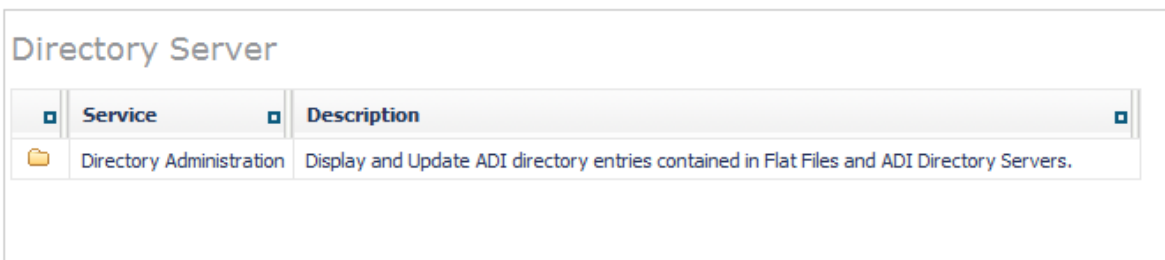 Directory Server
Service Description
Directory Administration Display and Update ADI directory entries contained in Flat Files and ADI Directory Servers.